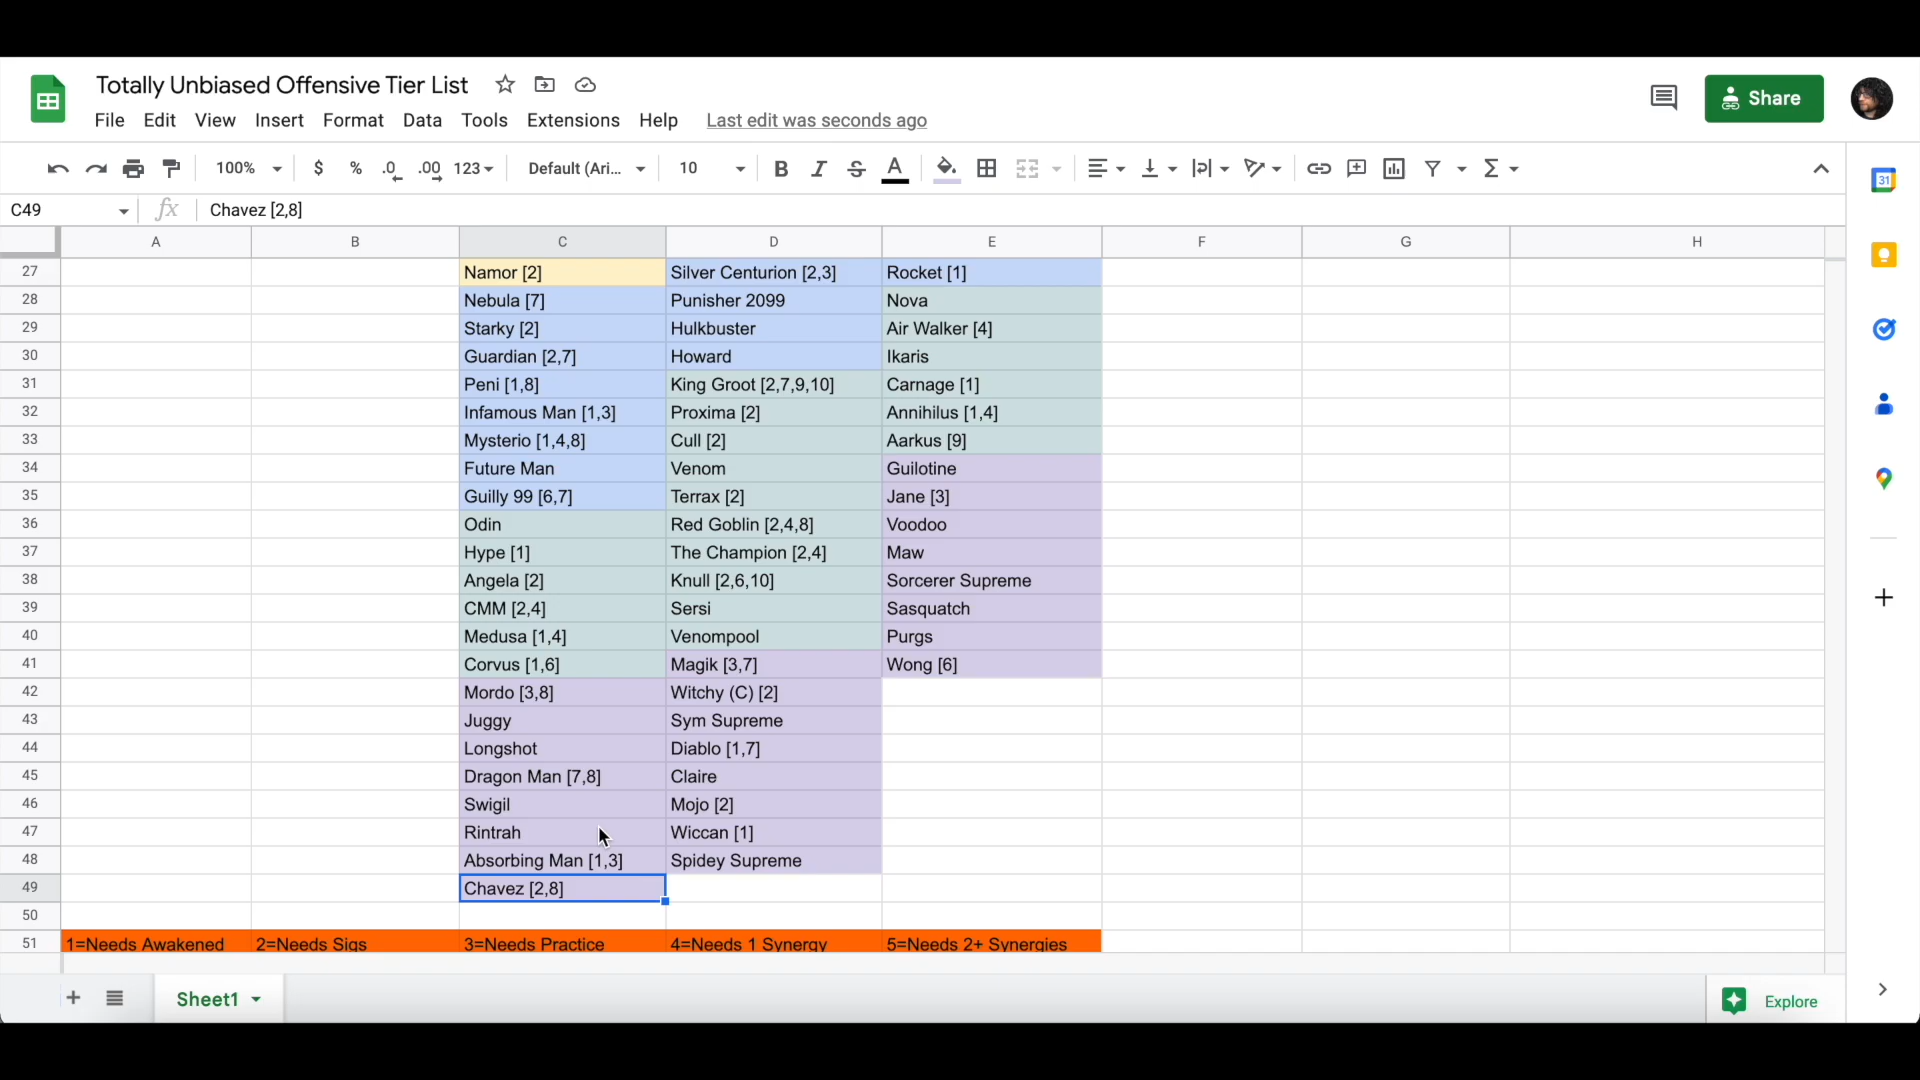 Totally Unbiased Offensive Tier List
Share
File Edit View Insert Format Data Tools Extensions Help Last edit was seconds ago
100% $ % .0 .00 123 Default (Ari... 10 B I S A
31
C49 fx Chavez [2,8]
A B C D E F G H
27 Namor [2] Silver Centurion [2,3] Rocket [1]
28 Nebula [7] Punisher 2099 Nova
29 Starky [2] Hulkbuster Air Walker [4]
30 Guardian [2,7] Howard Ikaris
31 Peni [1,8] King Groot [2,7,9,10] Carnage [1]
32 Infamous Man [1,3] Proxima [2] Annihilus [1,4]
33 Mysterio [1,4,8] Cull [2] Aarkus [9]
34 Future Man Venom Guilotine
35 Guilly 99 [6,7] Terrax [2] Jane [3]
36 Odin Red Goblin [2,4,8] Voodoo
37 Hype [1] The Champion [2,4] Maw
38 Angela [2] Knull [2,6,10] Sorcerer Supreme
39 CMM [2,4] Sersi Sasquatch
40 Medusa [1,4] Venompool Purgs
41 Corvus [1,6] Magik [3,7] Wong [6]
42 Mordo [3,8] Witchy (C) [2]
43 Juggy Sym Supreme
44 Longshot Diablo [1,7]
45 Dragon Man [7,8] Claire
46 Swigil Mojo [2]
47 Rintrah Wiccan [1]
48 Absorbing Man [1,3] Spidey Supreme
49 Chavez [2,8]
50
51 1=Needs Awakened 2=Needs Sigs 3=Needs Practice 4=Needs 1 Synergy 5=Needs 2+ Synergies
Sheet1 Explore